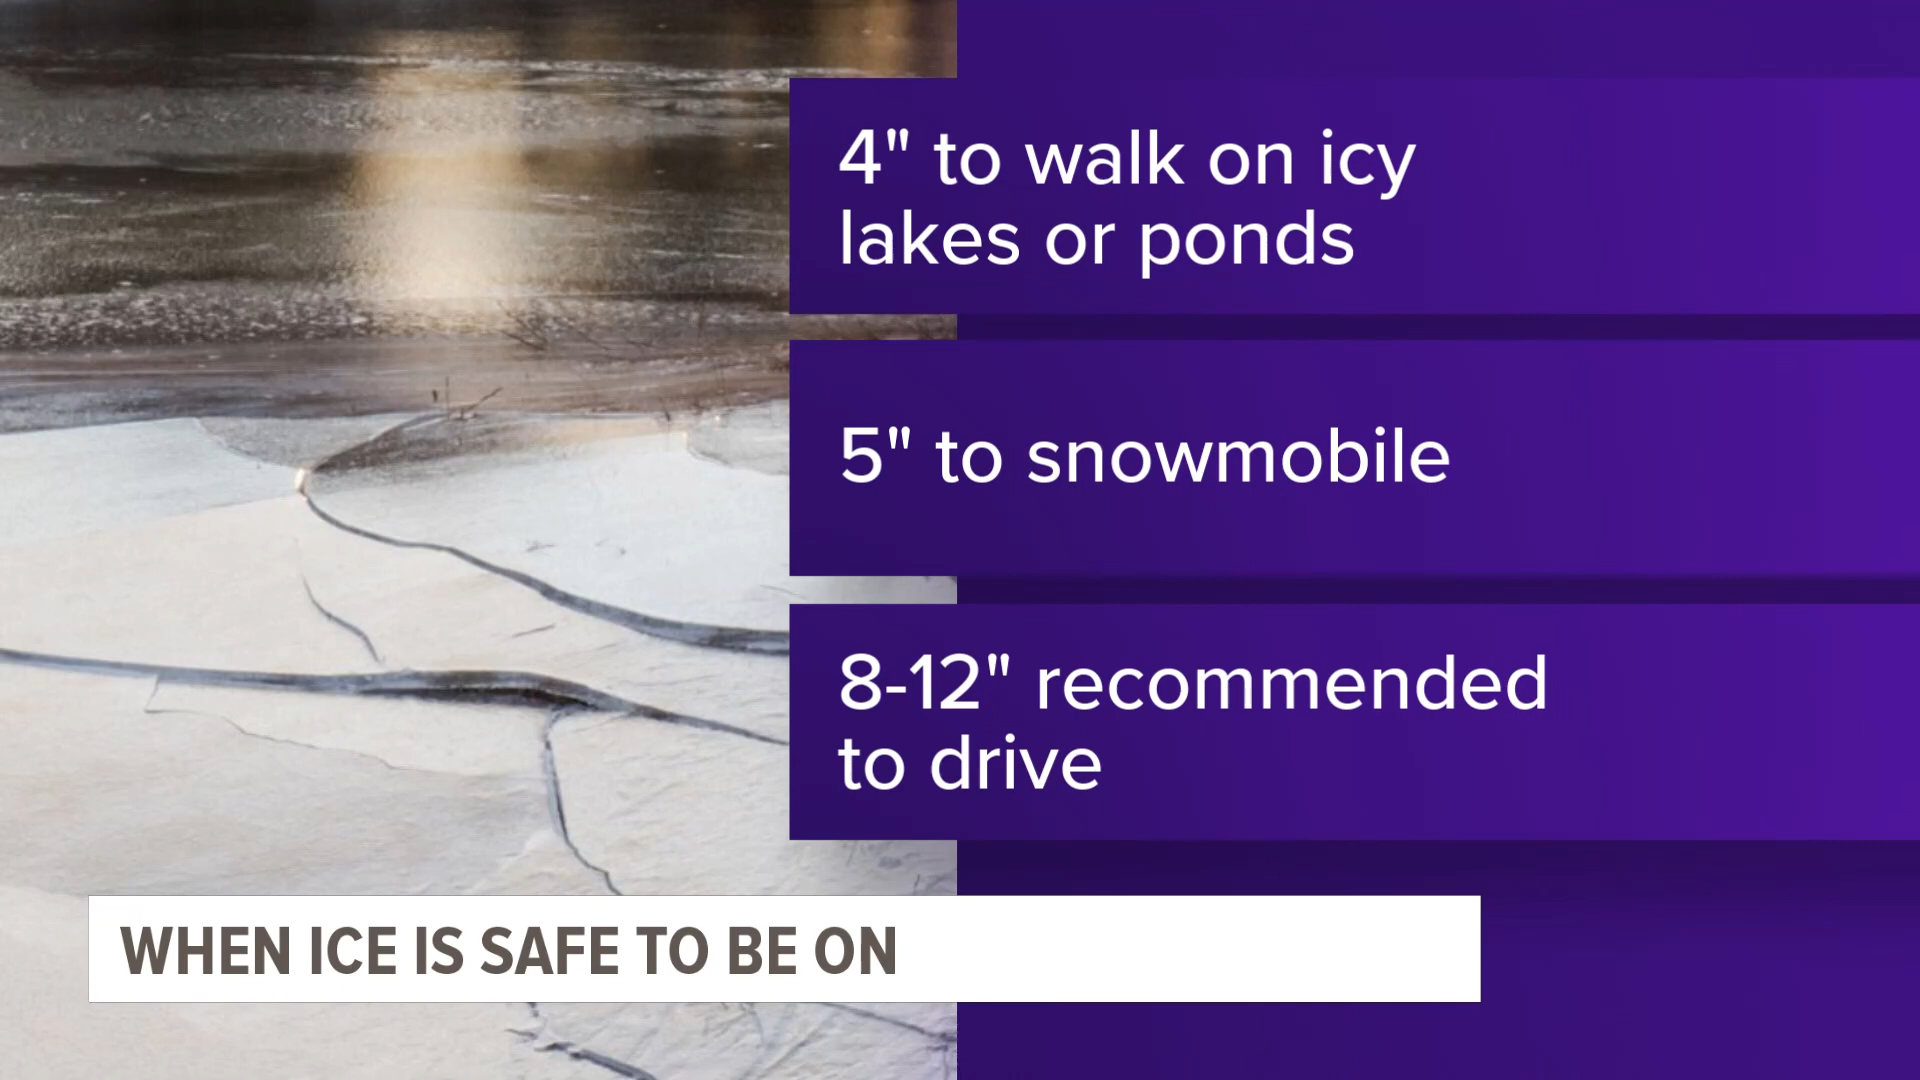 4" to walk on icy
lakes or ponds
5" to snowmobile
8-12" recommended
to drive
WHEN ICE IS SAFE TO BE ON